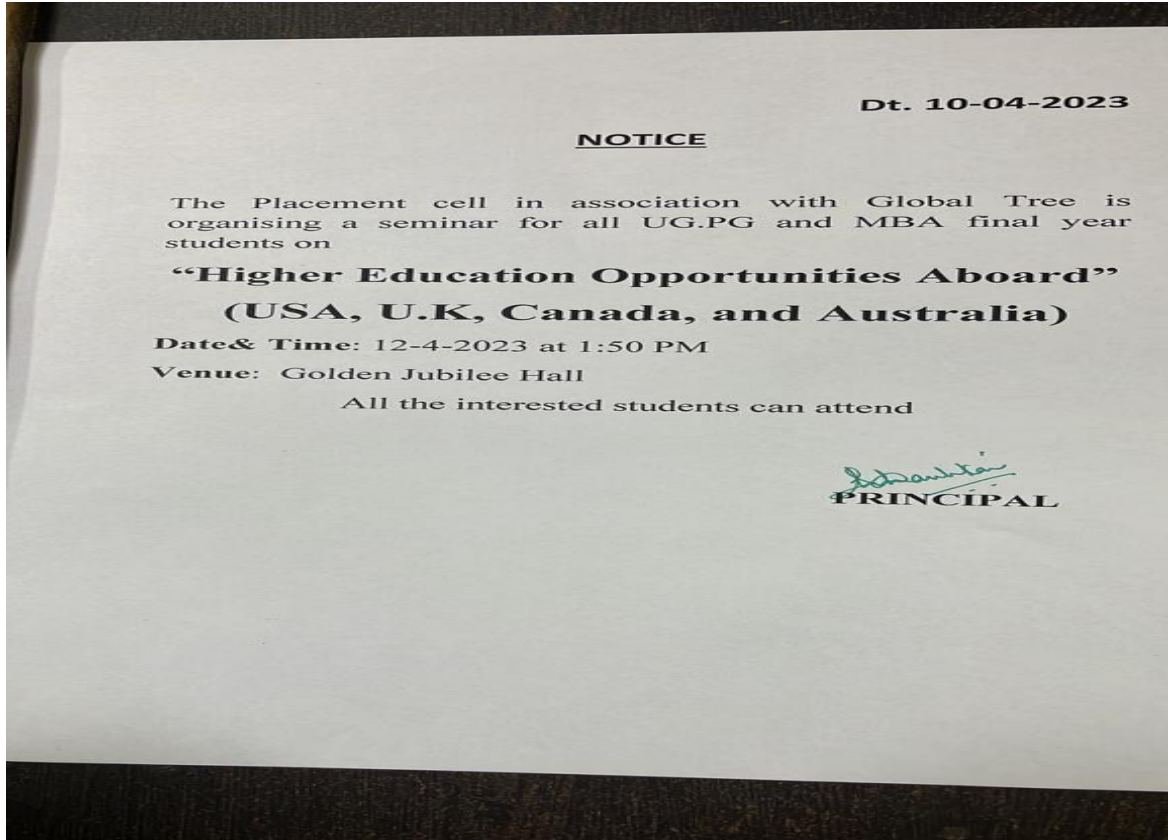 Dt. 10-04-2023
NOTICE
The Placement cell in association with Global Tree is
organising a seminar for all UG.PG and MBA final year
students on
“Higher Education Opportunities Aboard”
(USA, U.K, Canada, and Australia)
Date& Time: 12-4-2023 at 1:50 PM
Venue: Golden Jubilee Hall
All the interested students can attend
PRINCIPAL